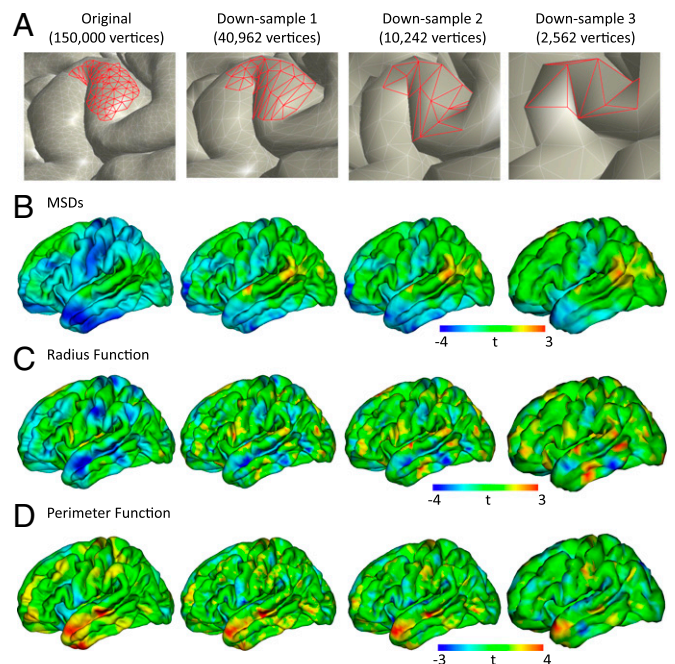 A
Original
(150,000 vertices)
Down-sample 1
(40,962 vertices)
Down-sample 2
(10,242 vertices)
Down-sample 3
(2,562 vertices)
B MSDs
-4 t 3
C Radius Function
-4 t 3
D Perimeter Function
-3 t 4